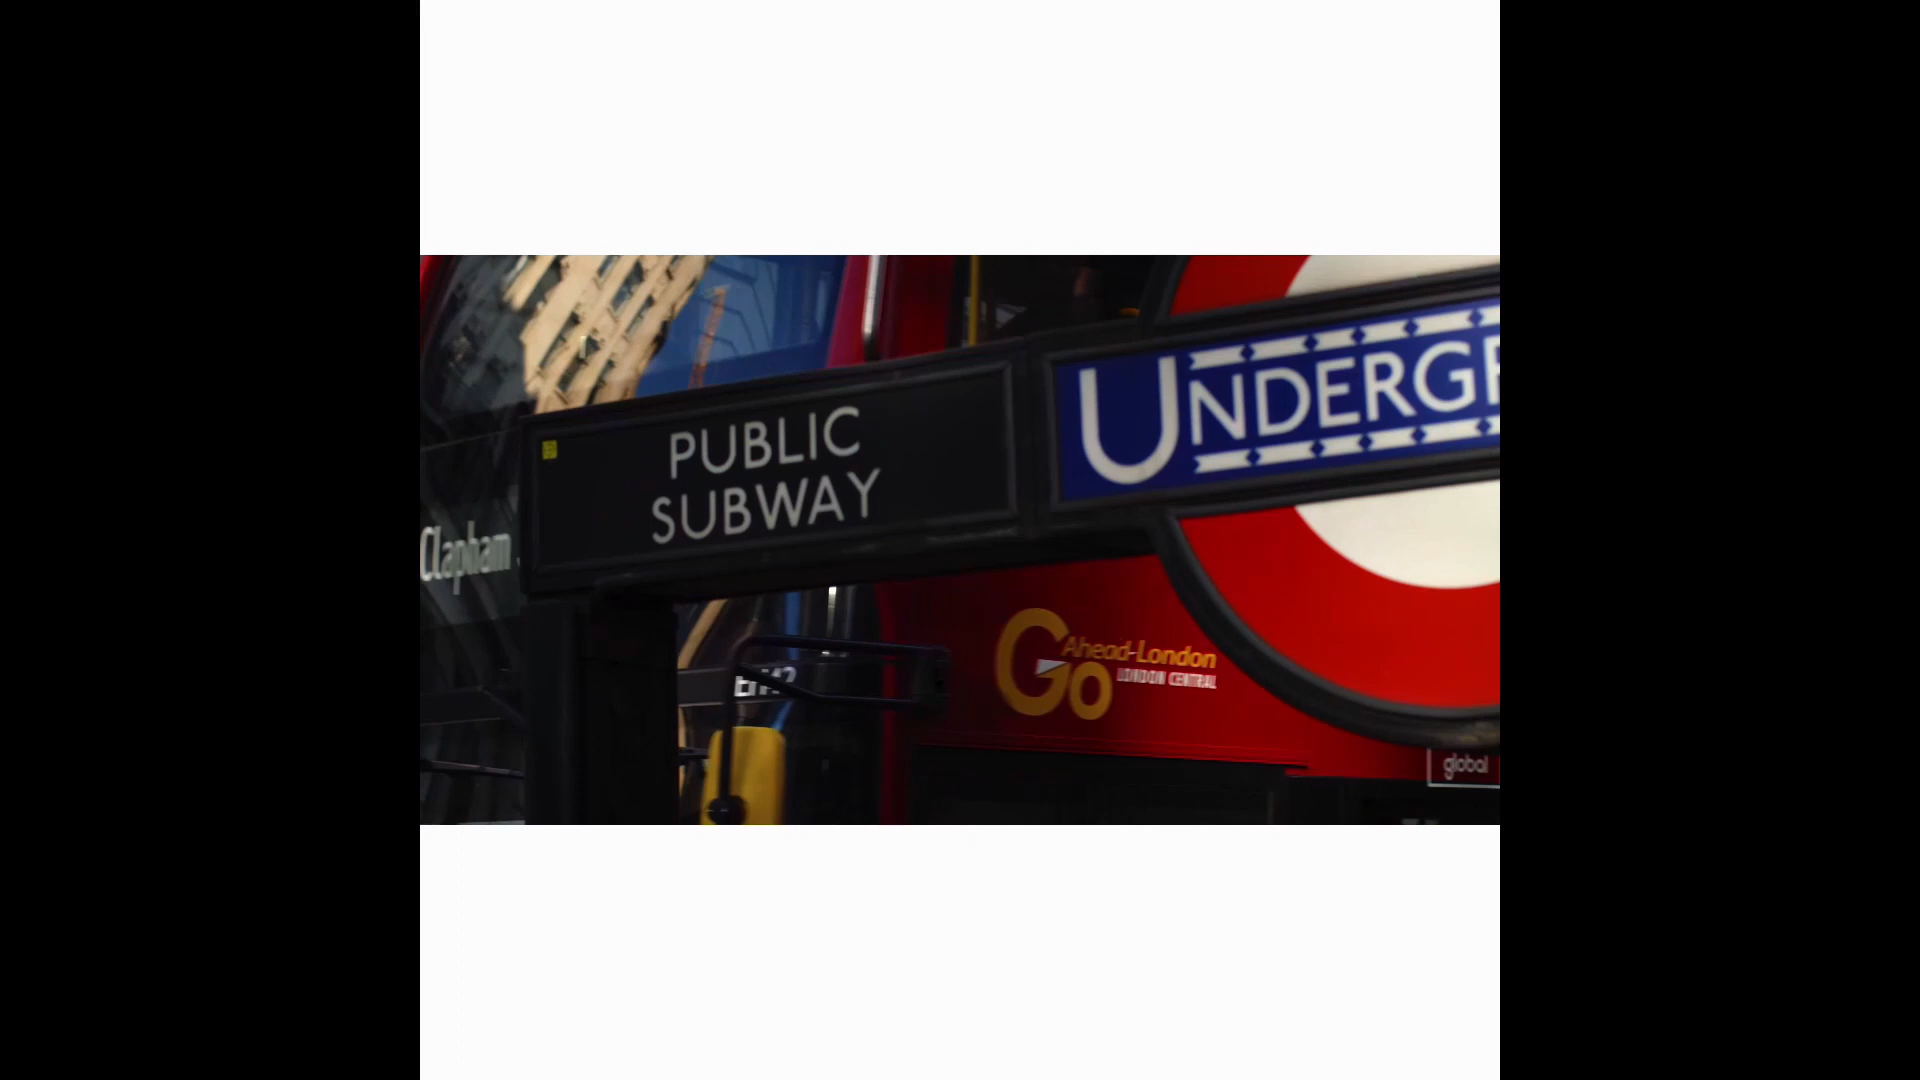 PUBLIC
SUBWAY
UNDERG
Clapham
Go
Ahead-London
LONDON CENTRAL
global